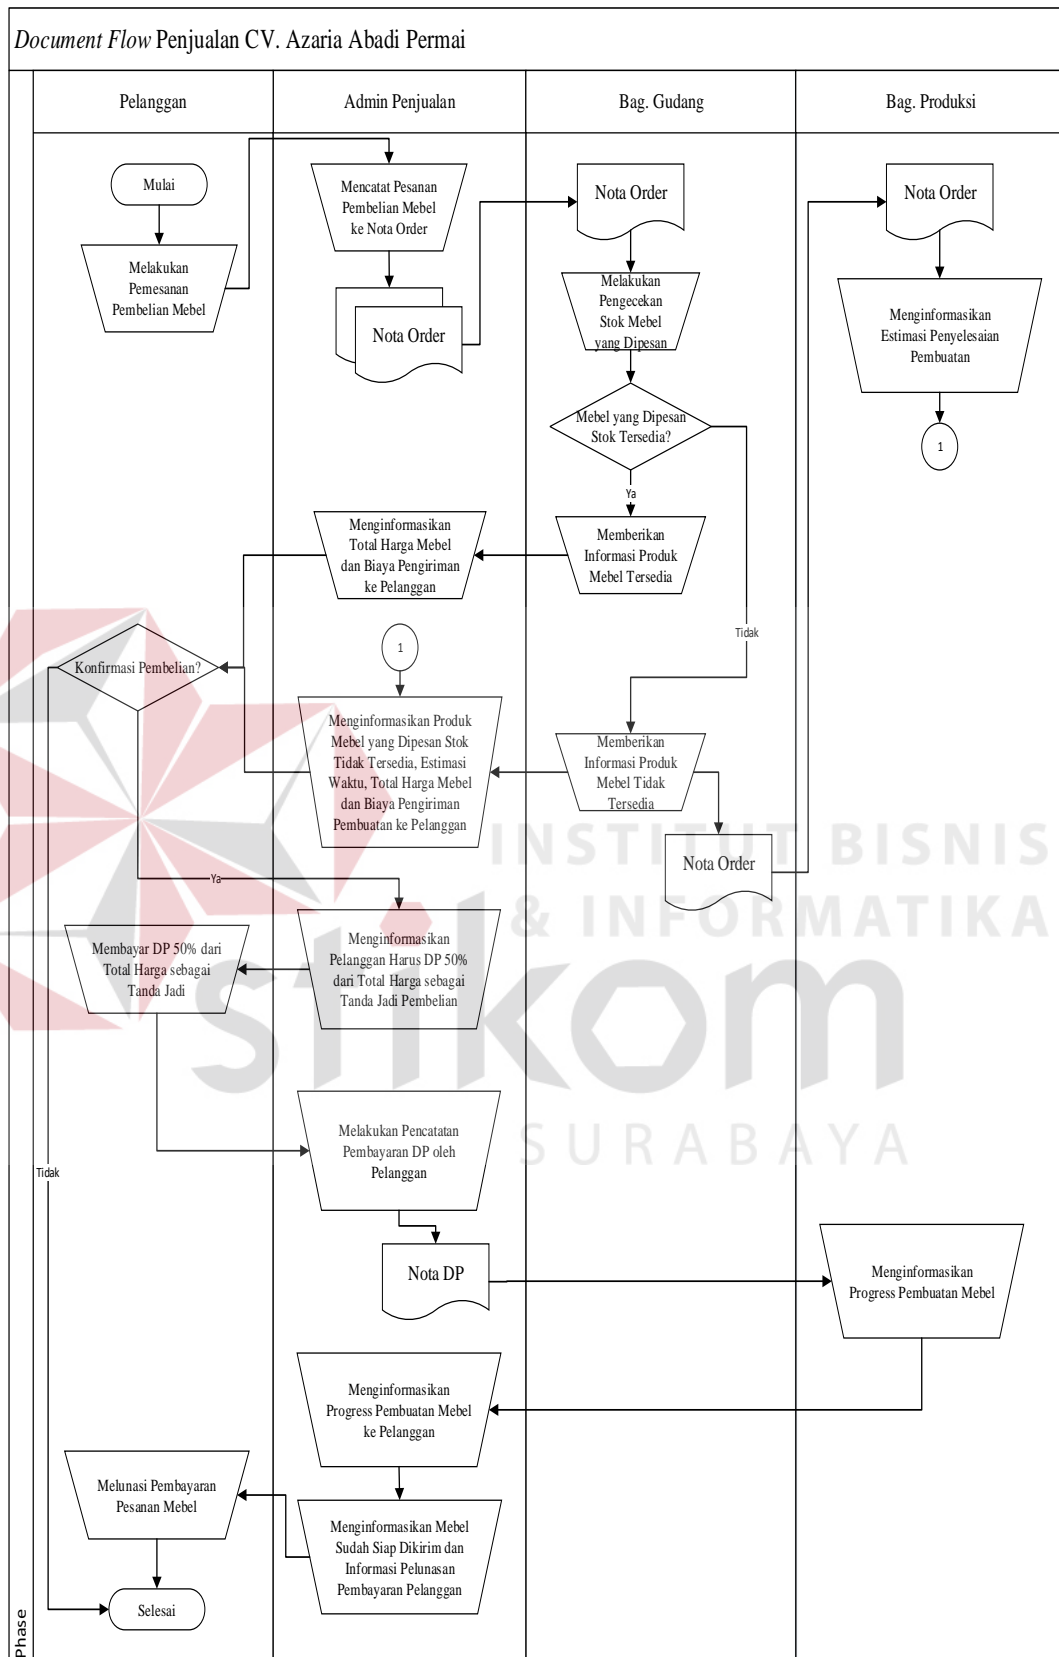 Document Flow Penjualan CV. Azaria Abadi Permai
Pelanggan
Admin Penjualan
Bag. Gudang
Bag. Produksi
Mulai
Melakukan
Pemesanan
Pembelian Mebel
Mencatat Pesanan
Pembelian Mebel
ke Nota Order
Nota Order
Nota Order
Melakukan
Pengecekan
Stok Mebel
yang Dipesan
Mebel yang Dipesan
Stok Tersedia?
Ya
Tidak
Nota Order
Menginformasikan
Estimasi Penyelesaian
Pembuatan
1
Memberikan
Informasi Produk
Mebel Tersedia
Menginformasikan
Total Harga Mebel
dan Biaya Pengiriman
ke Pelanggan
1
Konfirmasi Pembelian?
Menginformasikan Produk
Mebel yang Dipesan Stok
Tidak Tersedia, Estimasi
Waktu, Total Harga Mebel
dan Biaya Pengiriman
Pembuatan ke Pelanggan
Memberikan
Informasi Produk
Mebel Tidak
Tersedia
Nota Order
Ya
Menginformasikan
Pelanggan Harus DP 50%
dari Total Harga sebagai
Tanda Jadi Pembelian
Membayar DP 50% dari
Total Harga sebagai
Tanda Jadi
Melakukan Pencatatan
Pembayaran DP oleh
Pelanggan
Tidak
Nota DP
Menginformasikan
Progress Pembuatan Mebel
Menginformasikan
Progress Pembuatan Mebel
ke Pelanggan
Melunasi Pembayaran
Pesanan Mebel
Menginformasikan Mebel
Sudah Siap Dikirim dan
Informasi Pelunasan
Pembayaran Pelanggan
Selesai
Phase
INSTITUT BISNIS
& INFORMATIKA
stikom
SURABAYA